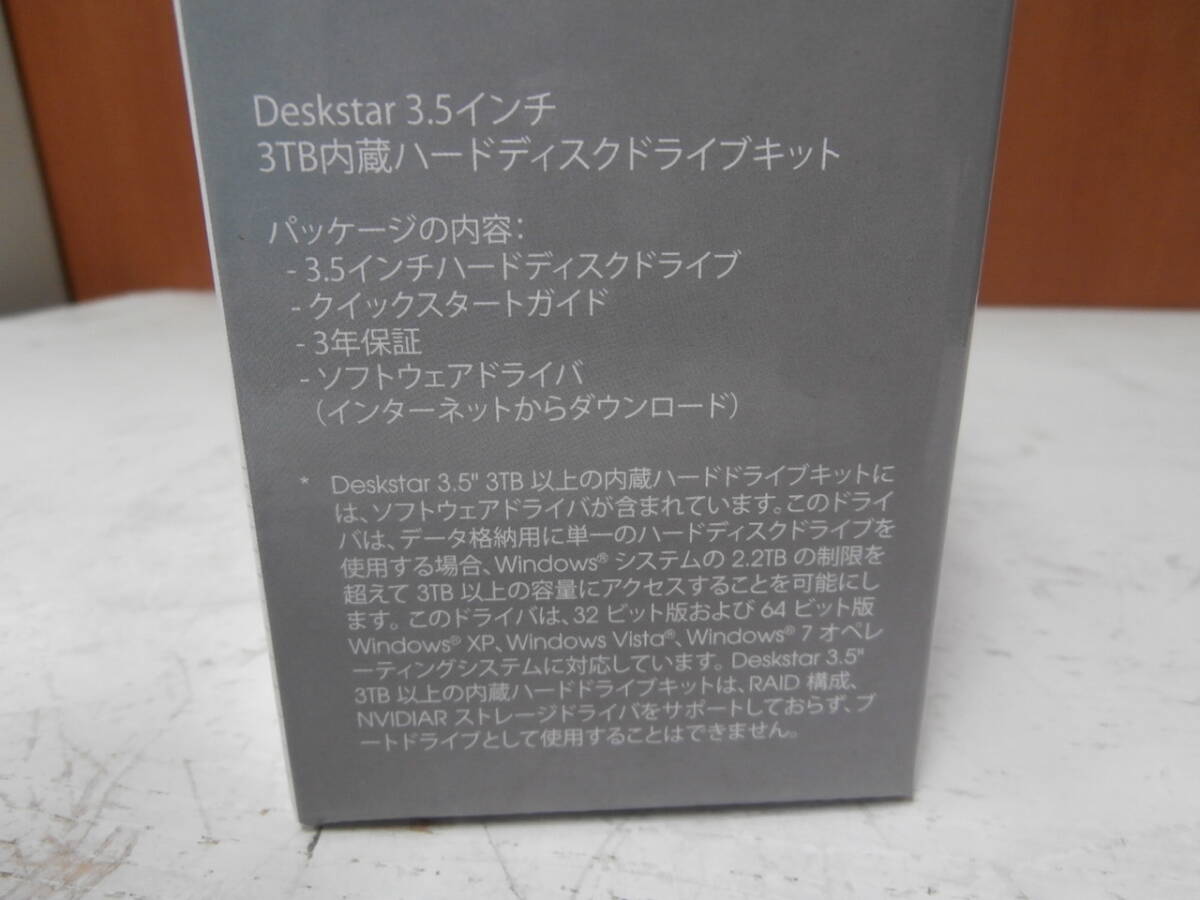 Deskstar 3.5インチ
3TB内蔵ハードディスクドライブキット
パッケージの内容：
- 3.5インチハードディスクドライブ
- クイックスタートガイド
- 3年保証
- ソフトウェアドライバ
（インターネットからダウンロード）
* Deskstar 3.5" 3TB 以上の内蔵ハードドライブキットに
は、ソフトウェアドライバが含まれています。このドライ
バは、データ格納用に単一のハードディスクドライブを
使用する場合、Windows® システムの 2.2TB の制限を
超えて 3TB 以上の容量にアクセスすることを可能にし
ます。このドライバは、32 ビット版および 64 ビット版
Windows® XP、Windows Vista®、Windows® 7 オペレ
ーティングシステムに対応しています。Deskstar 3.5"
3TB 以上の内蔵ハードドライブキットは、RAID 構成、
NVIDIAR ストレージドライバをサポートしておらず、ブ
ートドライブとして使用することはできません。